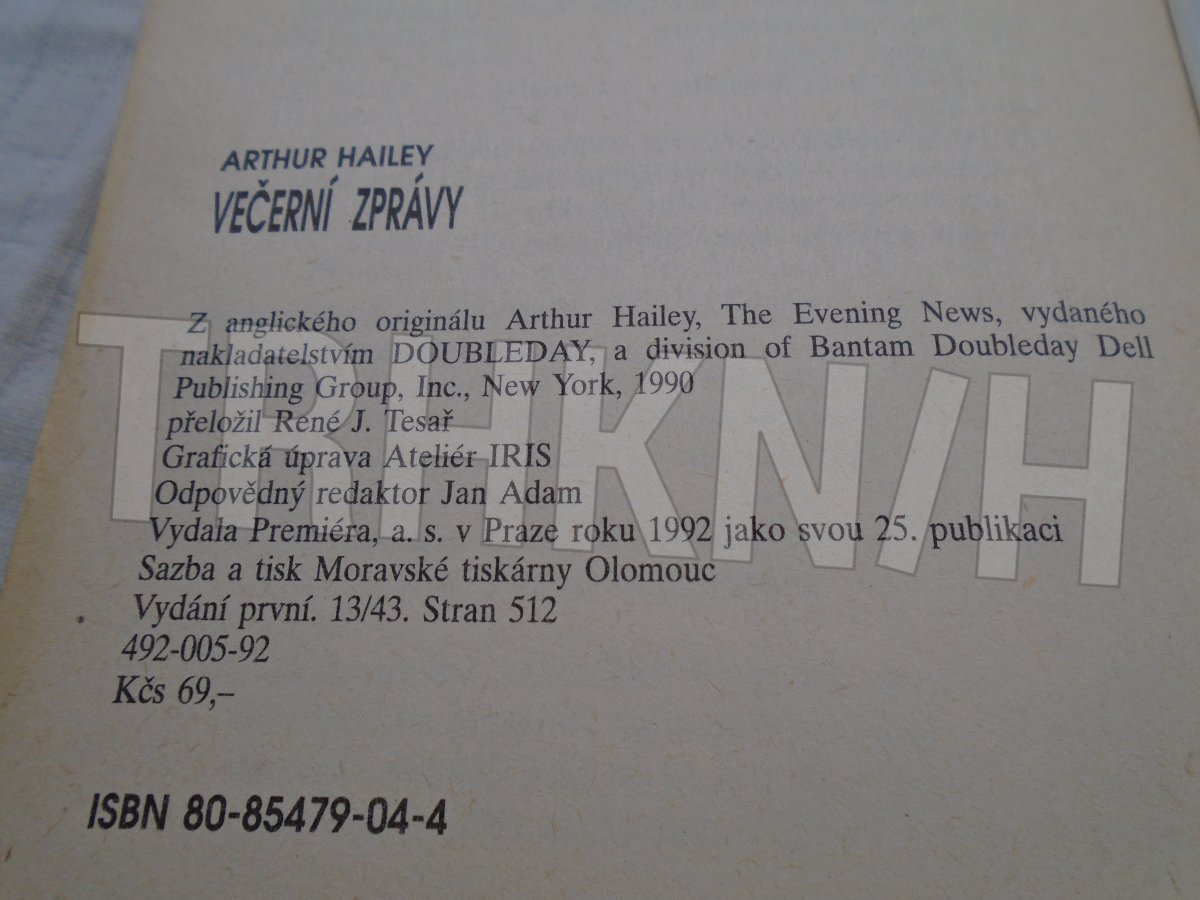 ARTHUR HAILEY
VEČERNÍ ZPRÁVY
Z anglického originálu Arthur Hailey, The Evening News, vydaného
nakladatelstvím DOUBLEDAY, a division of Bantam Doubleday Dell
Publishing Group, Inc., New York, 1990
přeložil René J. Tesař
Grafická úprava Ateliér IRIS
Odpovědný redaktor Jan Adam
Vydala Premiéra, a. s. v Praze roku 1992 jako svou 25. publikaci
Sazba a tisk Moravské tiskárny Olomouc
Vydání první. 13/43. Stran 512
492-005-92
Kčs 69,–
ISBN 80-85479-04-4
TRHKN/H